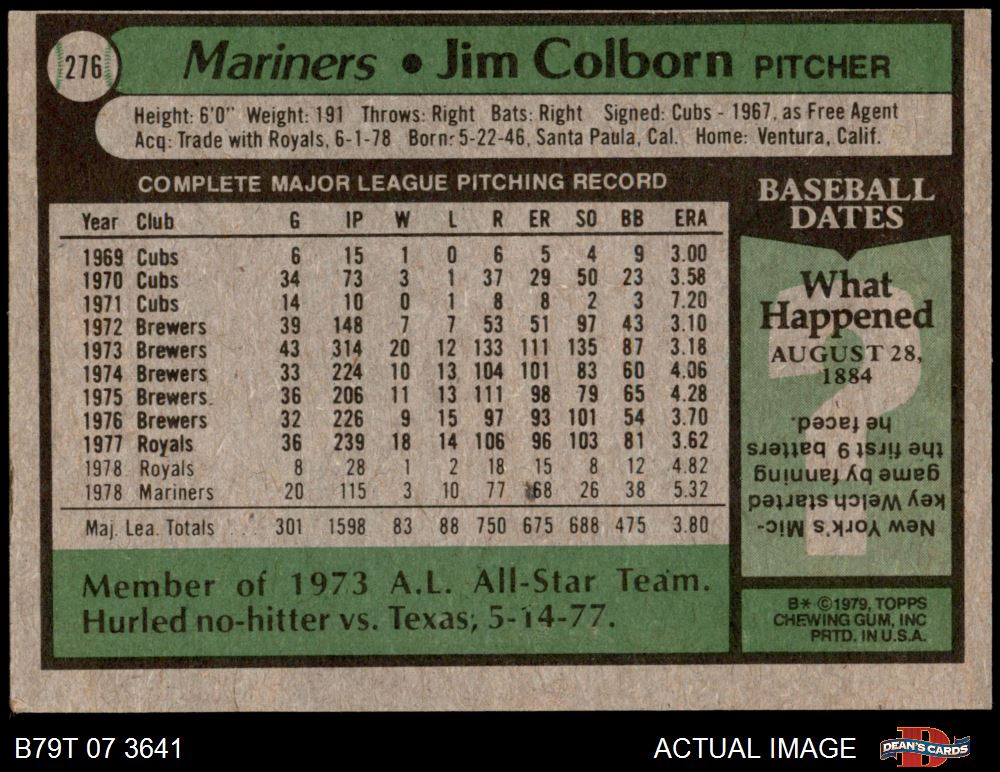 276
Mariners • Jim Colborn PITCHER
Height: 6'0" Weight: 191 Throws: Right Bats: Right Signed: Cubs - 1967, as Free Agent
Acq: Trade with Royals, 6-1-78 Born: 5-22-46, Santa Paula, Cal. Home: Ventura, Calif.
COMPLETE MAJOR LEAGUE PITCHING RECORD
Year Club G IP W L R ER SO BB ERA
1969 Cubs 6 15 1 0 6 5 4 9 3.00
1970 Cubs 34 73 3 1 37 29 50 23 3.58
1971 Cubs 14 10 0 1 8 8 2 3 7.20
1972 Brewers 39 148 7 7 53 51 97 43 3.10
1973 Brewers 43 314 20 12 133 111 135 87 3.18
1974 Brewers 33 224 10 13 104 101 83 60 4.06
1975 Brewers 36 206 11 13 111 98 79 65 4.28
1976 Brewers 32 226 9 15 97 93 101 54 3.70
1977 Royals 36 239 18 14 106 96 103 81 3.62
1978 Royals 8 28 1 2 18 15 8 12 4.82
1978 Mariners 20 115 3 10 77 68 26 38 5.32
Maj. Lea. Totals 301 1598 83 88 750 675 688 475 3.80
Member of 1973 A.L. All-Star Team.
Hurled no-hitter vs. Texas, 5-14-77.
BASEBALL
DATES
What
Happened
AUGUST 28,
1884
?
New York's Mic-
key Welch started
game by fanning
the first 9 batters
he faced.
B* ©1979, TOPPS
CHEWING GUM, INC
PRTD. IN U.S.A.
B79T 07 3641
ACTUAL IMAGE
DEAN'S CARDS